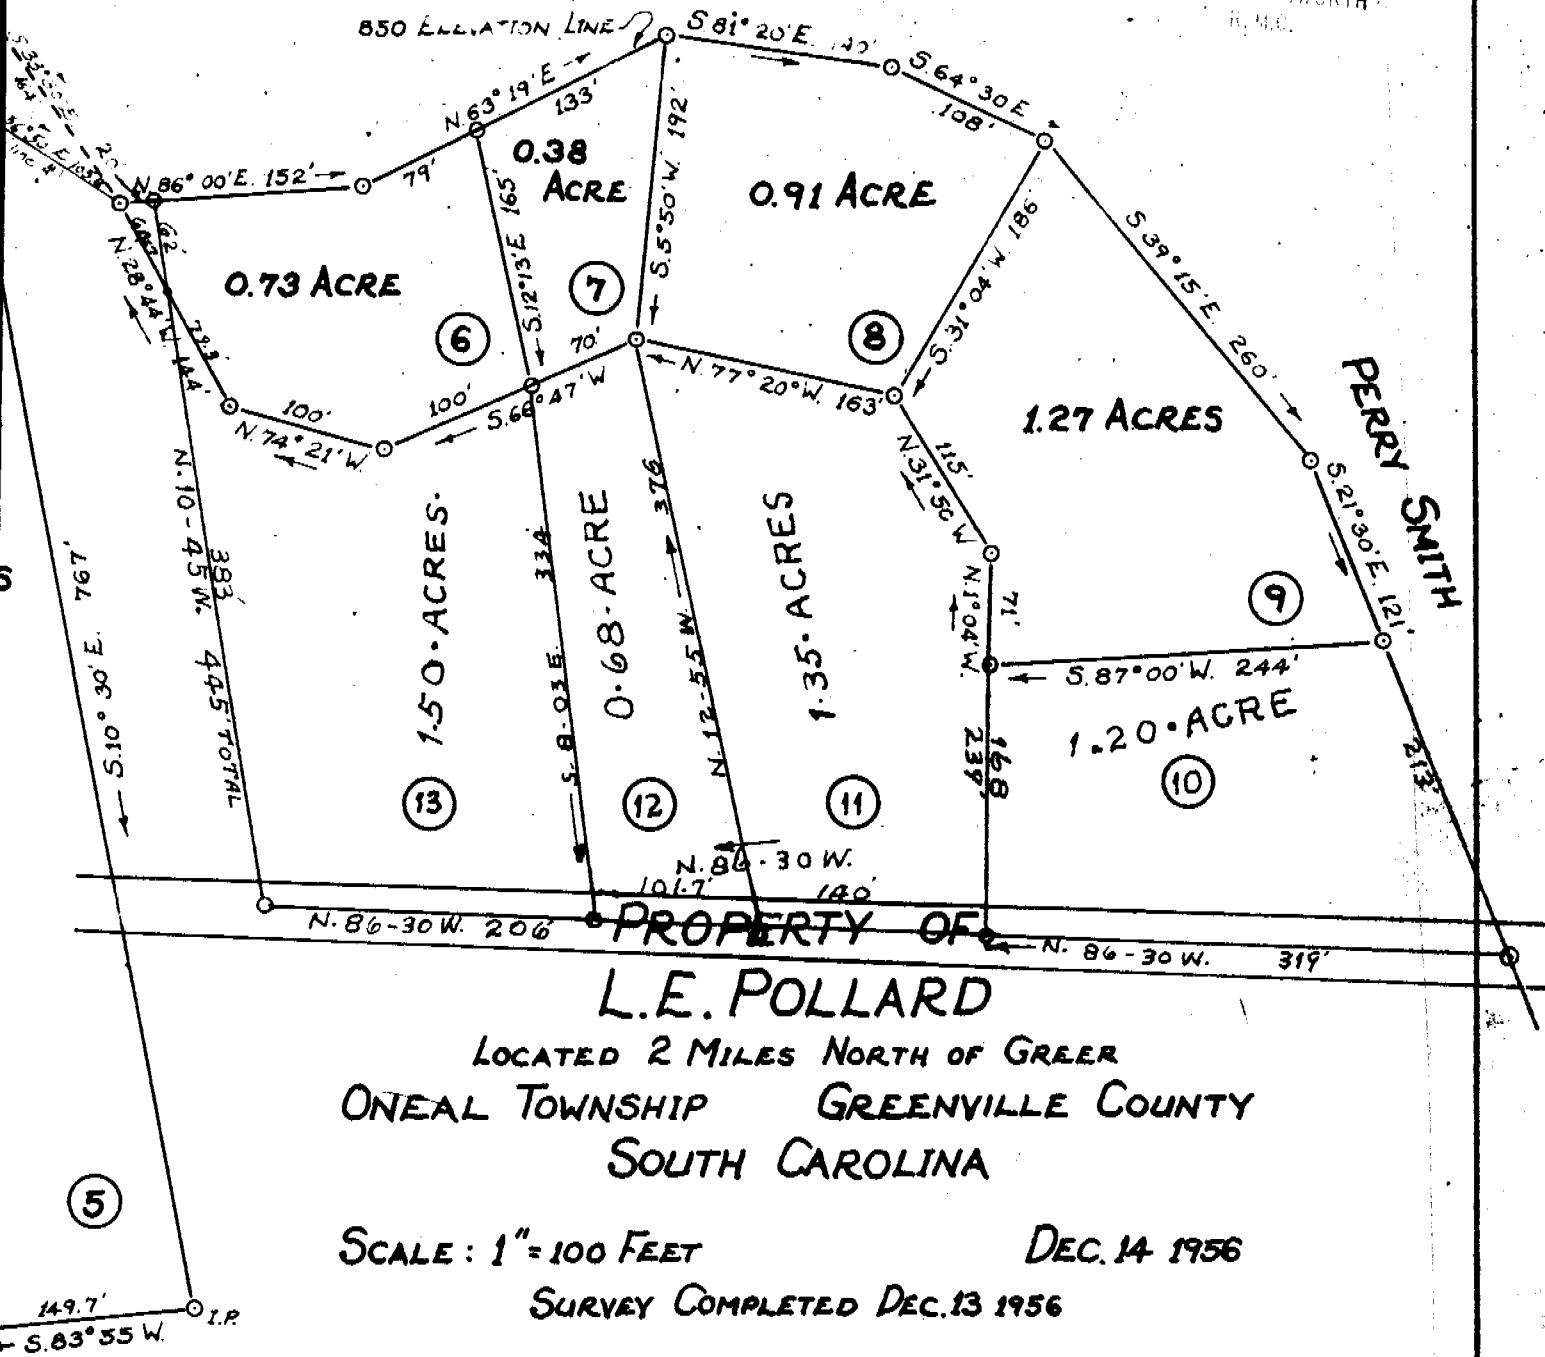 R.M.C.
850 ELEVATION LINE
S 81° 20' E.
S. 64° 30 E
108'
N. 63° 19' E
133'
79'
N. 86° 00' E. 152'
20'
0.38
ACRE
S. 5° 50' W. 192'
0.91 ACRE
S. 31° 04' W. 186'
S 39° 15' E. 260'
62'
N. 28° 44' W. 144'
0.73 ACRE
S. 12° 13' E 165'
7
6
8
70'
100'
S. 66° 47' W
100'
N. 74° 21' W.
N. 77° 20° W. 163'
1.27 ACRES
PERRY SMITH
115'
N. 31° 50 W
S. 21° 30' E. 121'
S
767'
S. 10° 30' E.
N. 10-45 W. 445' TOTAL
383'
1.50 · ACRES ·
334
S. 8-03 E
0.68 · ACRE
376
N. 12-55 W.
1.35 · ACRES
71'
N. 1° 04' W.
9
S. 87° 00' W. 244'
1.20 · ACRE
10
168
239'
213'
13
12
11
N. 86-30 W.
101.7'
140'
N. 86-30 W. 206'
N. 86-30 W. 319'
PROPERTY OF
L.E. POLLARD
LOCATED 2 MILES NORTH OF GREER
ONEAL TOWNSHIP GREENVILLE COUNTY
SOUTH CAROLINA
5
SCALE: 1"= 100 FEET DEC. 14 1956
SURVEY COMPLETED DEC. 13 1956
149.7'
I.P.
S. 83° 55 W.